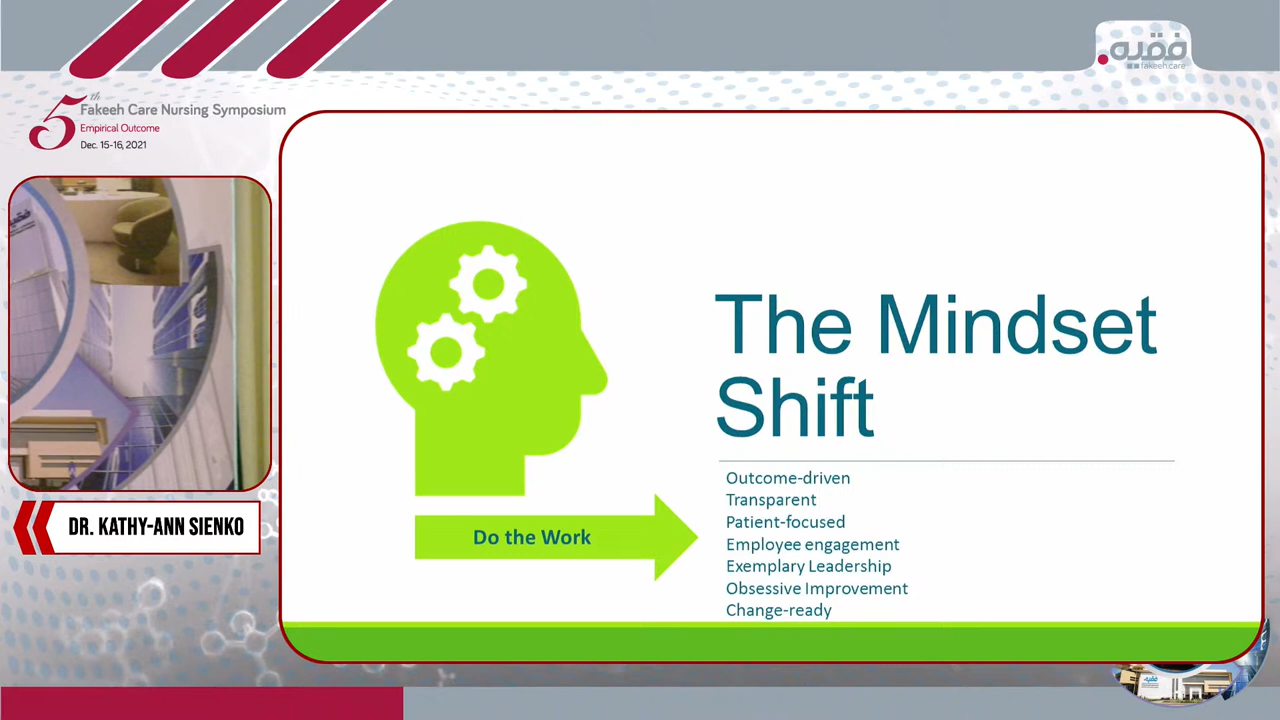 فقيه
fakeeh.care
5th
Fakeeh Care Nursing Symposium
Empirical Outcome
Dec. 15-16, 2021
DR. KATHY-ANN SIENKO
The Mindset
Shift
Do the Work
Outcome-driven
Transparent
Patient-focused
Employee engagement
Exemplary Leadership
Obsessive Improvement
Change-ready